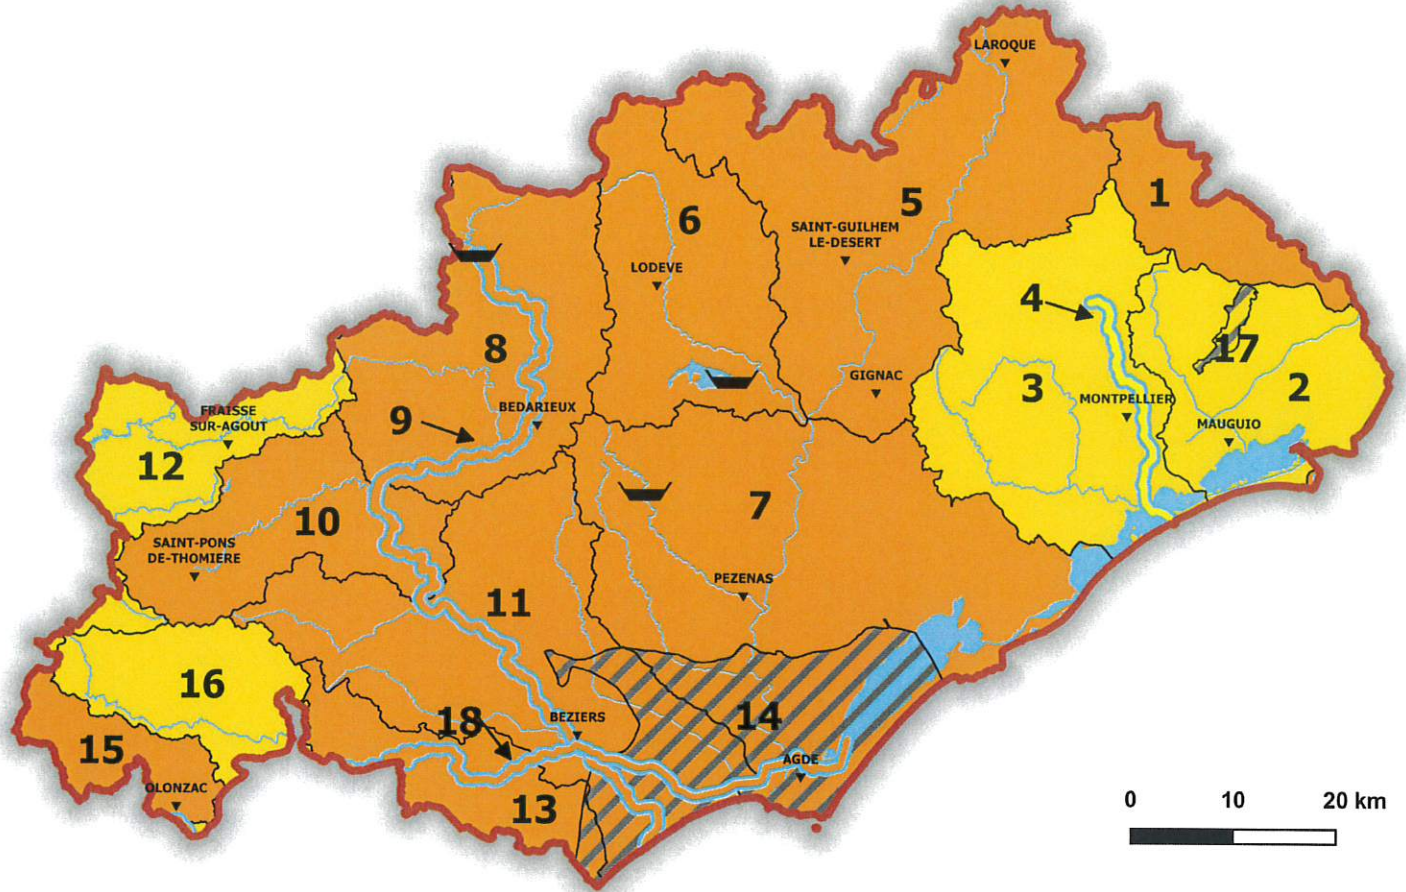 LAROQUE
1
5
6
SAINT-GUILHEM
LE-DESERT
LODEVE
4
8
17
GIGNAC
3
2
MONTPELLIER
BEDARIEUX
9
FRAISSE
SUR-AGOUT
MAUGUIO
12
7
10
SAINT-PONS
DE-THOMIERE
PEZENAS
11
16
14
18
BEZIERS
15
AGDE
OLONZAC
13
0 10 20 km